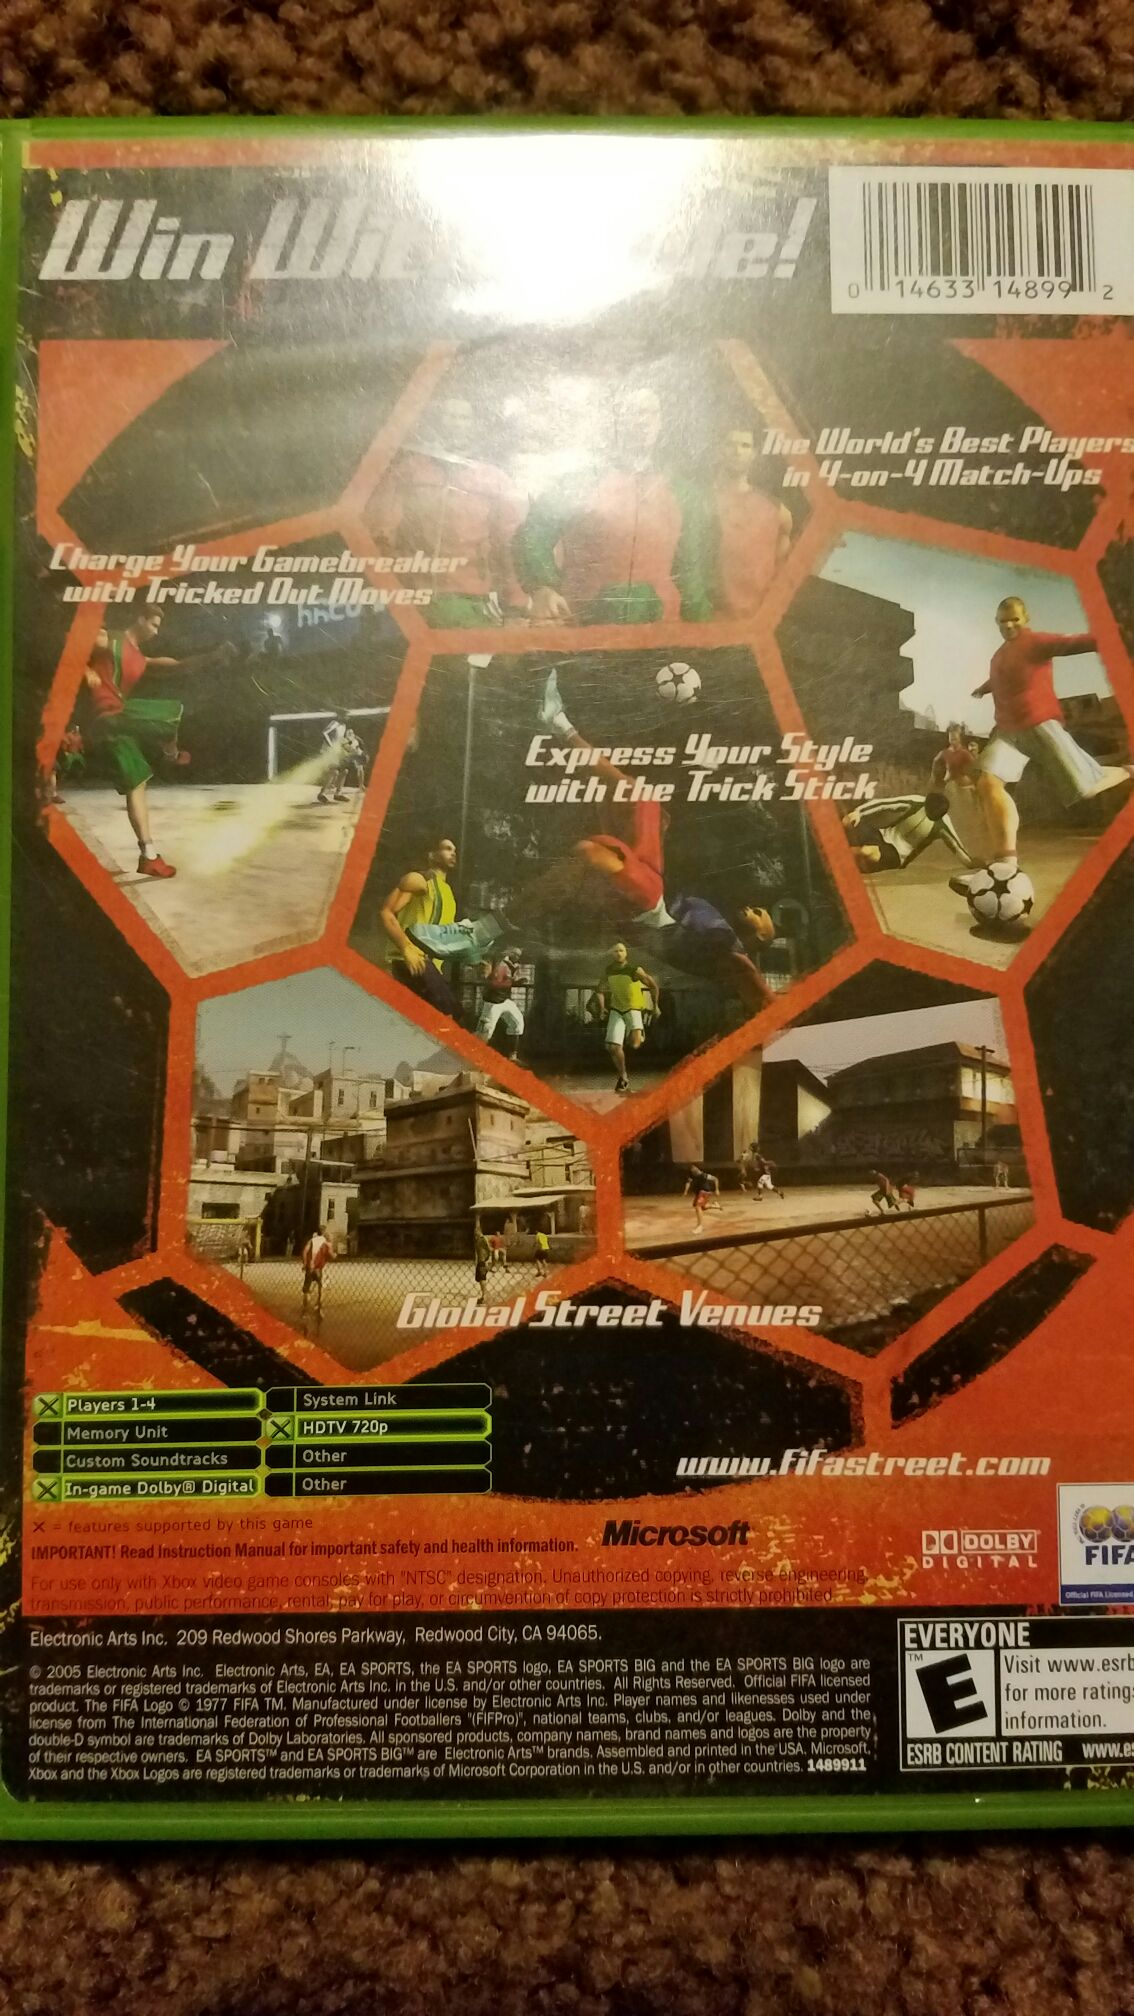 Win
0 14633 14899 2
The World's Best Players
in 4-on-4 Match-Ups
Charge Your Gamebreaker
with Tricked Out Moves
Express Your Style
with the Trick Stick
Global Street Venues
X Players 1-4
Memory Unit
Custom Soundtracks
X In-game Dolby® Digital
System Link
X HDTV 720p
Other
Other
www.fifastreet.com
X = features supported by this game
IMPORTANT! Read Instruction Manual for important safety and health information.
Microsoft
DOLBY
DIGITAL
FIFA
Official FIFA Licensed
For use only with Xbox video game consoles with "NTSC" designation. Unauthorized copying, reverse engineering,
transmission, public performance, rental, pay for play, or circumvention of copy protection is strictly prohibited.
Electronic Arts Inc. 209 Redwood Shores Parkway, Redwood City, CA 94065.
© 2005 Electronic Arts Inc. Electronic Arts, EA, EA SPORTS, the EA SPORTS logo, EA SPORTS BIG and the EA SPORTS BIG logo are
trademarks or registered trademarks of Electronic Arts Inc. in the U.S. and/or other countries. All Rights Reserved. Official FIFA licensed
product. The FIFA Logo © 1977 FIFA TM. Manufactured under license by Electronic Arts Inc. Player names and likenesses used under
license from The International Federation of Professional Footballers "(FIFPro)", national teams, clubs, and/or leagues. Dolby and the
double-D symbol are trademarks of Dolby Laboratories. All sponsored products, company names, brand names and logos are the property
of their respective owners. EA SPORTS™ and EA SPORTS BIG™ are Electronic Arts™ brands. Assembled and printed in the USA. Microsoft,
Xbox and the Xbox Logos are registered trademarks or trademarks of Microsoft Corporation in the U.S. and/or in other countries. 1489911
EVERYONE
TM
E
Visit www.esrb
for more rating
information.
ESRB CONTENT RATING www.es